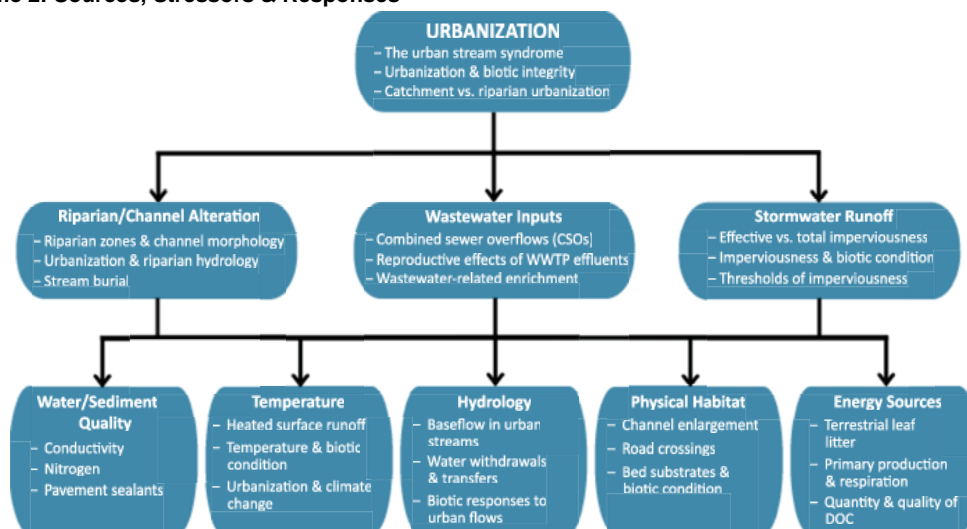 URBANIZATION
– The urban stream syndrome
– Urbanization & biotic integrity
– Catchment vs. riparian urbanization
Riparian/Channel Alteration
– Riparian zones & channel morphology
– Urbanization & riparian hydrology
– Stream burial
Wastewater Inputs
– Combined sewer overflows (CSOs)
– Reproductive effects of WWTP effluents
– Wastewater-related enrichment
Stormwater Runoff
– Effective vs. total imperviousness
– Imperviousness & biotic condition
– Thresholds of imperviousness
Water/Sediment
Quality
– Conductivity
– Nitrogen
– Pavement sealants
Temperature
– Heated surface runoff
– Temperature & biotic
condition
– Urbanization & climate
change
Hydrology
– Baseflow in urban
streams
– Water withdrawals
& transfers
– Biotic responses to
urban flows
Physical Habitat
– Channel enlargement
– Road crossings
– Bed substrates &
biotic condition
Energy Sources
– Terrestrial leaf
litter
– Primary production
& respiration
– Quantity & quality of
DOC